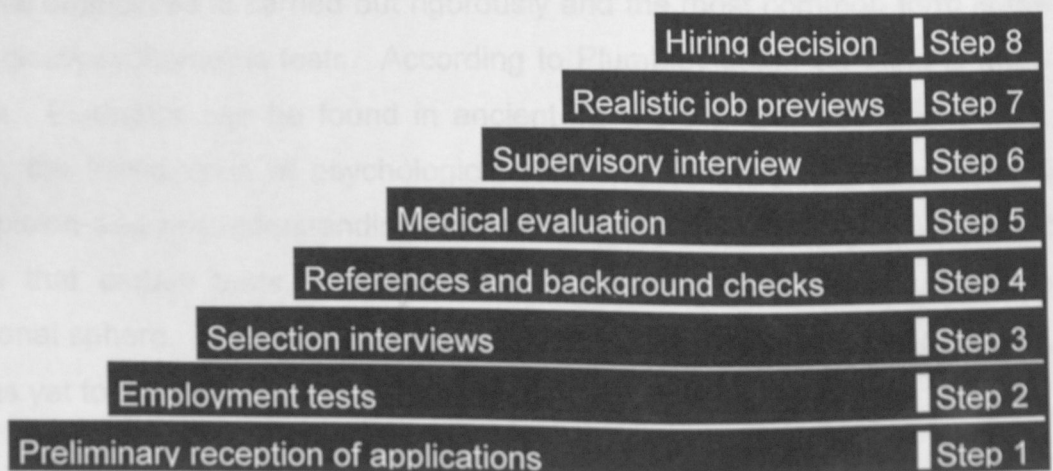 Hiring decision Step 8
Realistic job previews Step 7
Supervisory interview Step 6
Medical evaluation Step 5
References and background checks Step 4
Selection interviews Step 3
Employment tests Step 2
Preliminary reception of applications Step 1